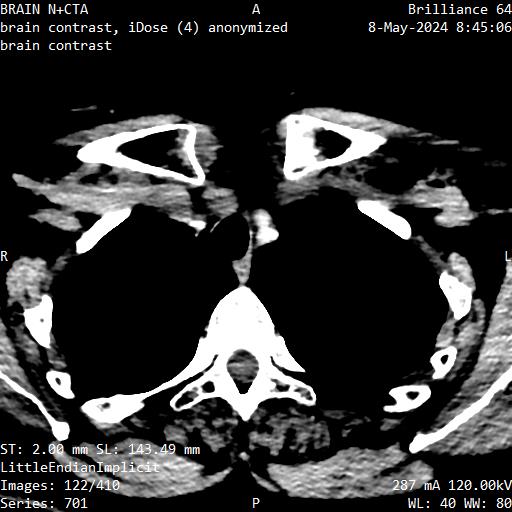 BRAIN N+CTA
A
Brilliance 64
brain contrast, iDose (4) anonymized
8-May-2024 8:45:06
brain contrast
R
L
ST: 2.00 mm SL: 143.49 mm
LittleEndianImplicit
Images: 122/410
287 mA 120.00kV
Series: 701
P
WL: 40 WW: 80